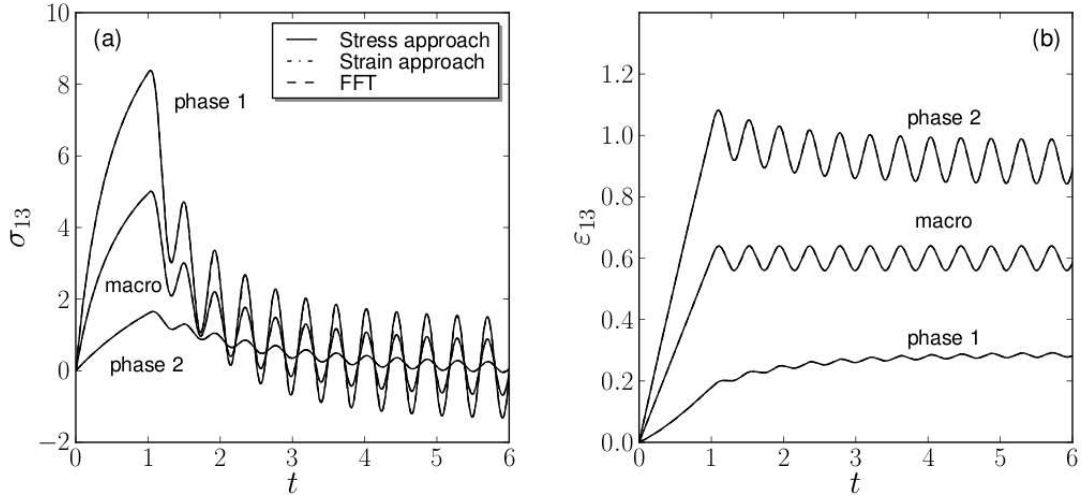 10
8
6
4
2
0
−2
σ13
(a)
Stress approach
Strain approach
FFT
phase 1
macro
phase 2
0 1 2 3 4 5 6
t
1.2
1.0
0.8
0.6
0.4
0.2
0.0
ε13
(b)
phase 2
macro
phase 1
0 1 2 3 4 5 6
t